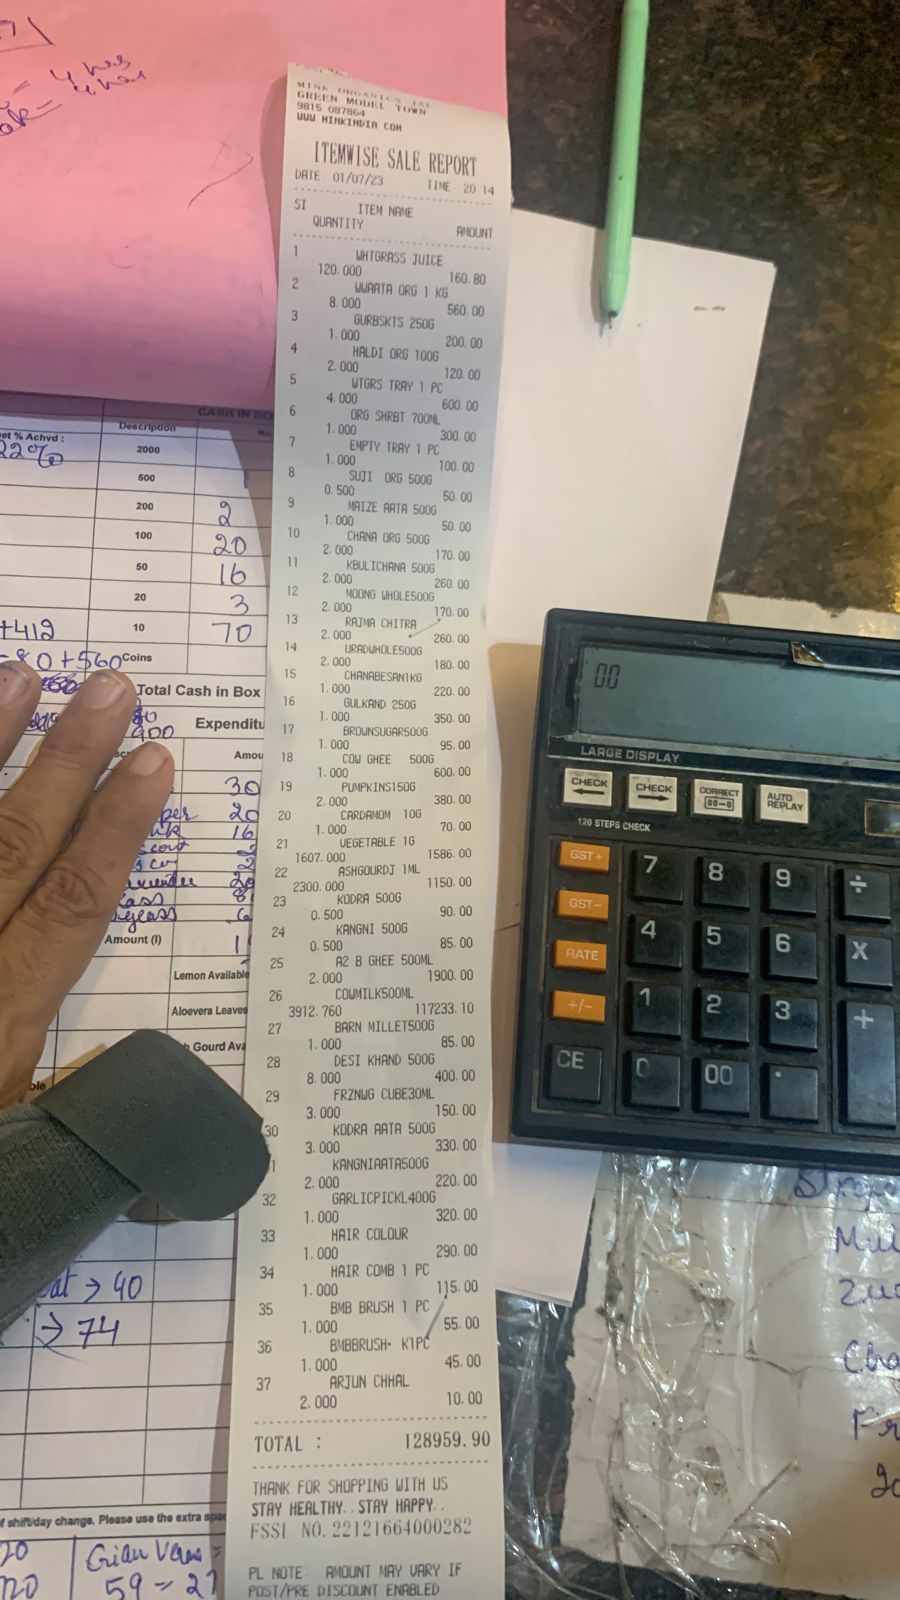 = 4 hrs
= 4 hrs
MINK ORGANICS
GREEN MODEL TOWN
9815 087864
WWW MINKINDIA COM
ITEMWISE SALE REPORT
DATE 01/07/23 TIME 20 14
SI ITEM NAME
QUANTITY AMOUNT
1 WHTGRASS JUICE
120.000 160.80
2 WWAATA ORG 1 KG
8.000 560.00
3 GURBSKTS 250G
1.000 200.00
4 HALDI ORG 100G
2.000 120.00
5 WTGRS TRAY 1 PC
4.000 600.00
6 ORG SHRBT 700ML
1.000 300.00
7 EMPTY TRAY 1 PC
1.000 100.00
8 SUJI ORG 500G
0.500 50.00
9 MAIZE AATA 500G
1.000 50.00
10 CHANA ORG 500G
2.000 170.00
11 KBULICHANA 500G
2.000 260.00
12 MOONG WHOLE500G
2.000 170.00
13 RAJMA CHITRA
2.000 260.00
14 URADWHOLE500G
2.000 180.00
15 CHANABESAN1KG
1.000 220.00
16 GULKAND 250G
1.000 350.00
17 BROWNSUGAR500G
1.000 95.00
18 COW GHEE 500G
1.000 600.00
19 PUMPKINS150G
2.000 380.00
20 CARDAMOM 10G
1.000 70.00
21 VEGETABLE 1G
1607.000 1586.00
22 ASHGOURDJ 1ML
2300.000 1150.00
23 KODRA 500G
0.500 90.00
24 KANGNI 500G
0.500 85.00
25 A2 B GHEE 500ML
2.000 1900.00
26 COWMILK500ML
3912.760 117233.10
27 BARN MILLET500G
1.000 85.00
28 DESI KHAND 500G
8.000 400.00
29 FRZNWG CUBE30ML
3.000 150.00
30 KODRA AATA 500G
3.000 330.00
1 KANGNIAATA500G
2.000 220.00
32 GARLICPICKL400G
1.000 320.00
33 HAIR COLOUR
1.000 290.00
34 HAIR COMB 1 PC
1.000 115.00
35 BMB BRUSH 1 PC
1.000 55.00
36 BMBBRUSH- K1PC
1.000 45.00
37 ARJUN CHHAL
2.000 10.00
TOTAL : 128959.90
THANK FOR SHOPPING WITH US
STAY HEALTHY..STAY HAPPY..
FSSL NO.22121664000282
PL NOTE: AMOUNT MAY VARY IF
POST/PRE DISCOUNT ENABLED
CASH IN BO
et % Achvd : Description No.
22% 2000
500 1
200 2
100 20
50 16
20 3
+412 10 70
80+560 Coins
Total Cash in Box
900 Expenditu
Amou
30
per 20
16
Amount (I)
Lemon Available
Aloevera Leaves
Gourd Ava
→ 40
→ 74
f shift/day change. Please use the extra spa
20
Gian Verma =
59 = 27
00
LARGE DISPLAY
CHECK CHECK CORRECT 00→0 AUTO REPLAY
120 STEPS CHECK
GST+ 7 8 9 ÷
GST- 4 5 6 X
RATE 1 2 3 +
+/-
CE 0 00 .
Mul
Cha
Fr